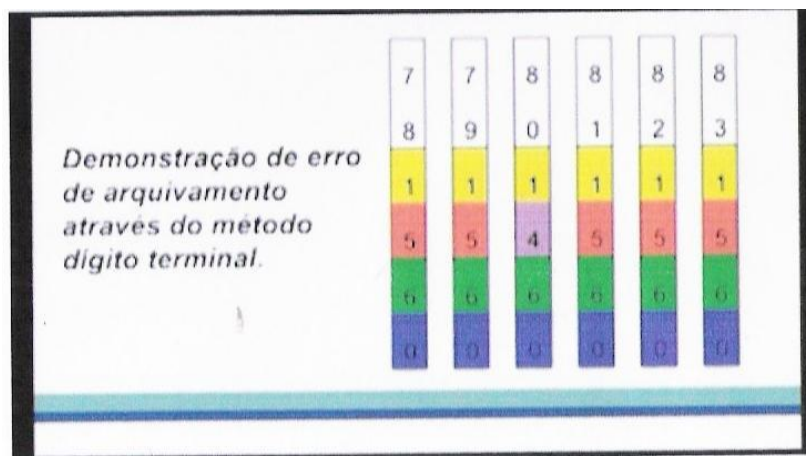 7 7 8 8 8 8
8 9 0 1 2 3
Demonstração de erro
de arquivamento
através do método
dígito terminal.
1 1 1 1 1 1
5 5 4 5 5 5
6 6 6 6 6 6
0 0 0 0 0 0